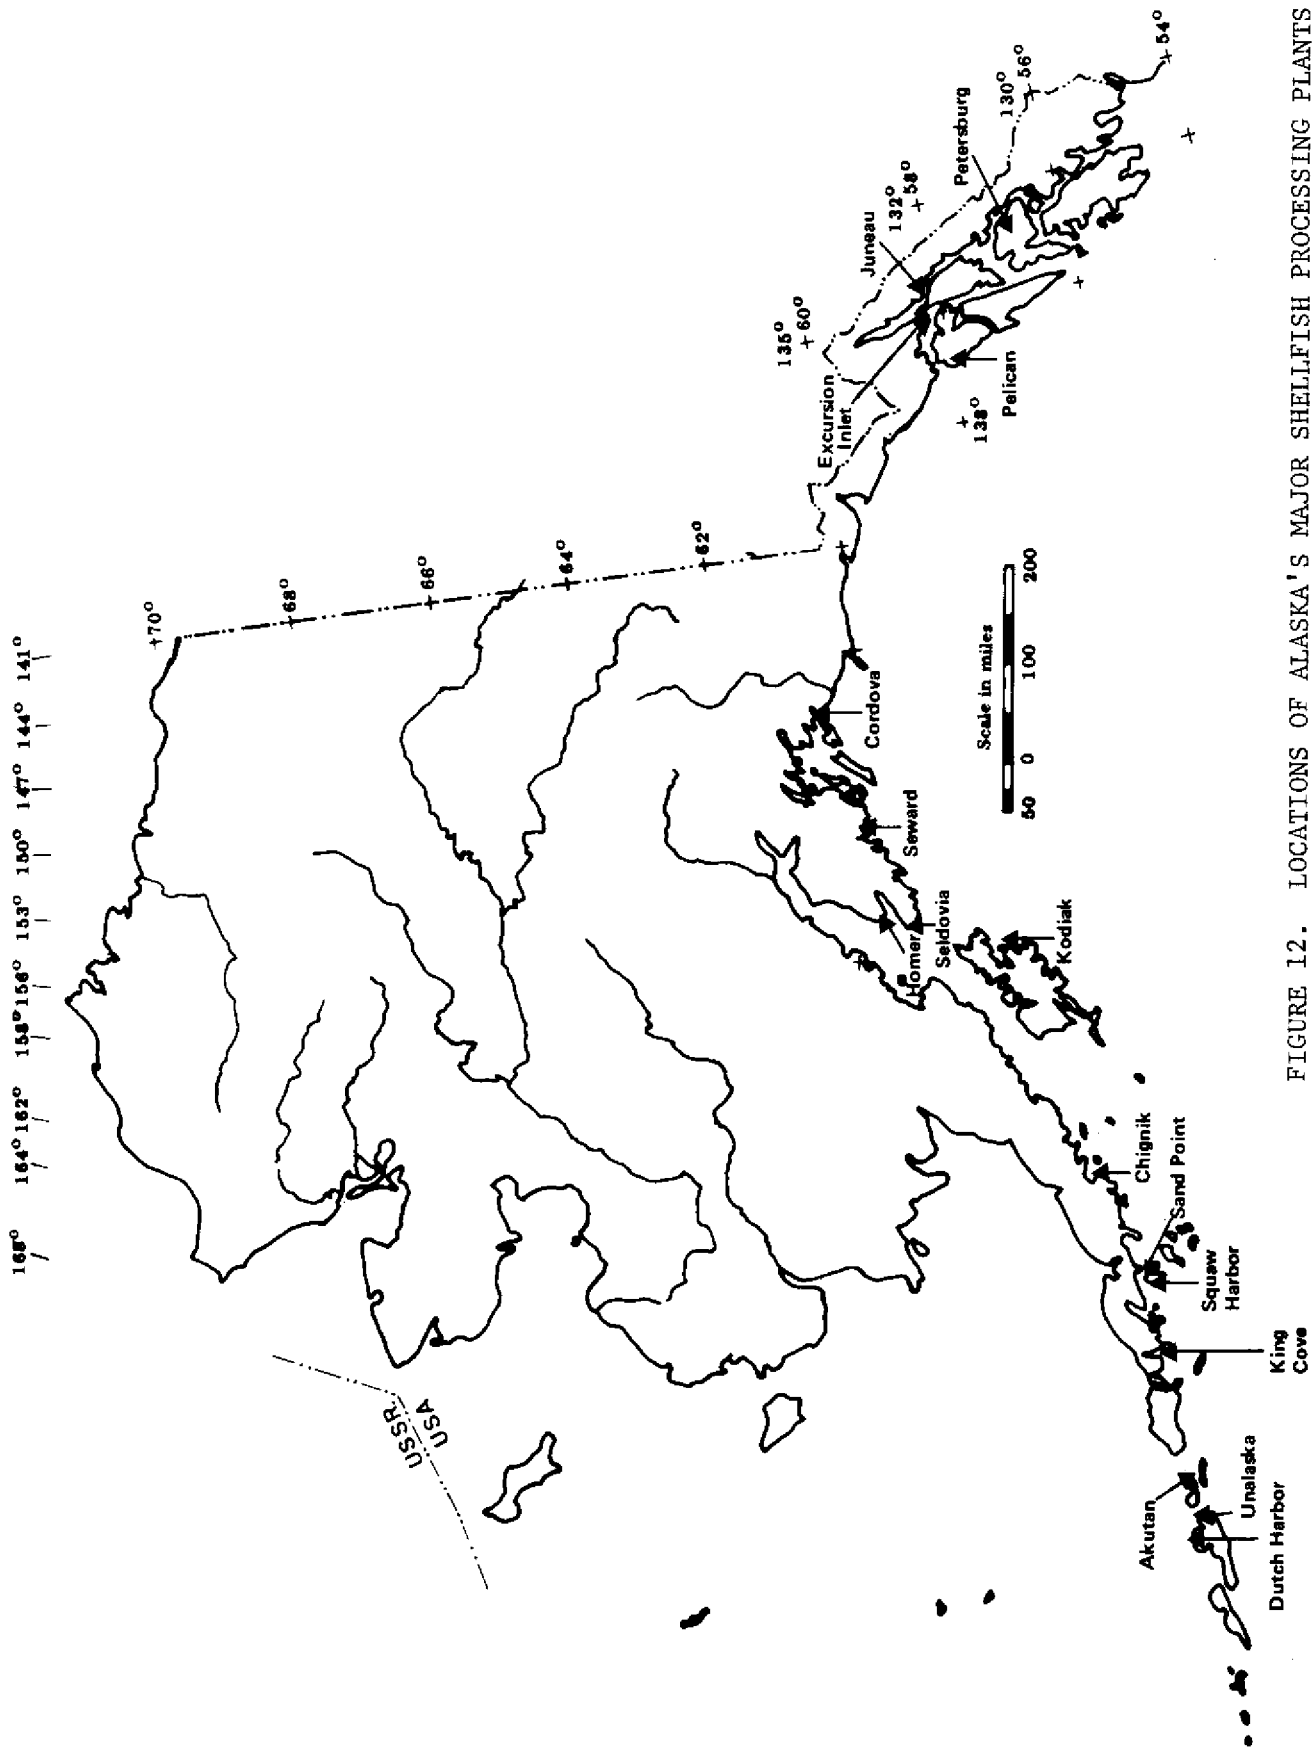 168°
164°
162°
158°
156°
153°
150°
147°
144°
141°
+70°
68°
66°
64°
62°
USSR
USA
135°
+60°
132°
+58°
130°
56°
+54°
138°
Excursion
Inlet
Juneau
Petersburg
Pelican
Cordova
Seward
Homer
Seldovia
Kodiak
Chignik
Sand Point
Squaw
Harbor
King
Cove
Akutan
Unalaska
Dutch Harbor
Scale in miles
50 0 100 200
FIGURE 12. LOCATIONS OF ALASKA'S MAJOR SHELLFISH PROCESSING PLANTS